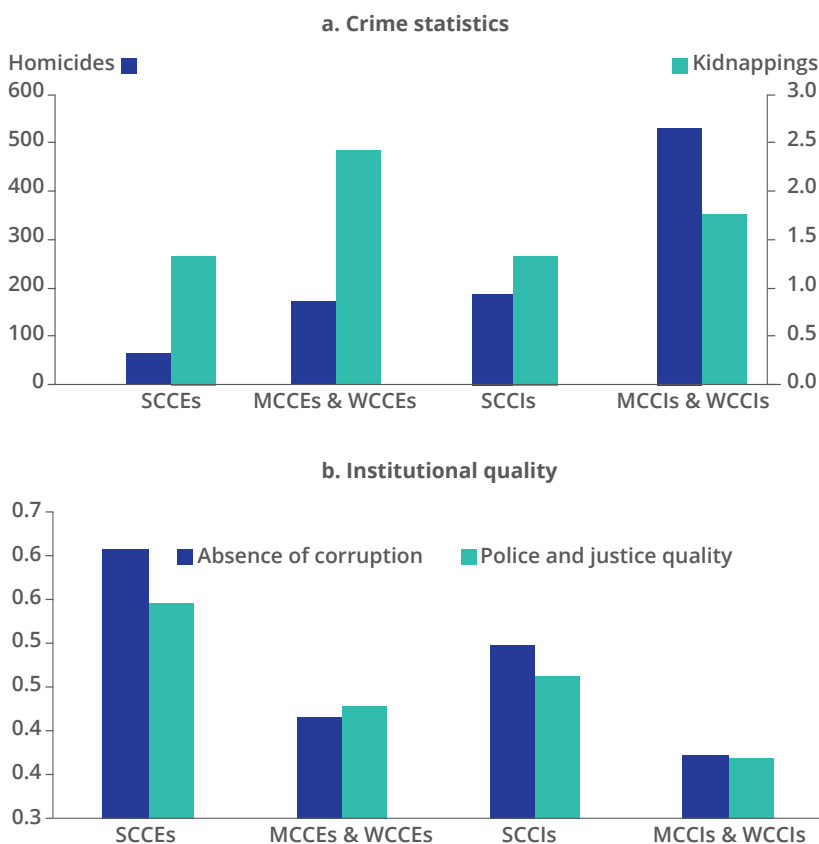 a. Crime statistics
Homicides Kidnappings
600 3.0
500 2.5
400 2.0
300 1.5
200 1.0
100 0.5
0 0.0
SCCEs MCCEs & WCCEs SCCIs MCCIs & WCCIs
b. Institutional quality
0.7
0.6 Absence of corruption Police and justice quality
0.6
0.5
0.5
0.4
0.4
0.3
SCCEs MCCEs & WCCEs SCCIs MCCIs & WCCIs